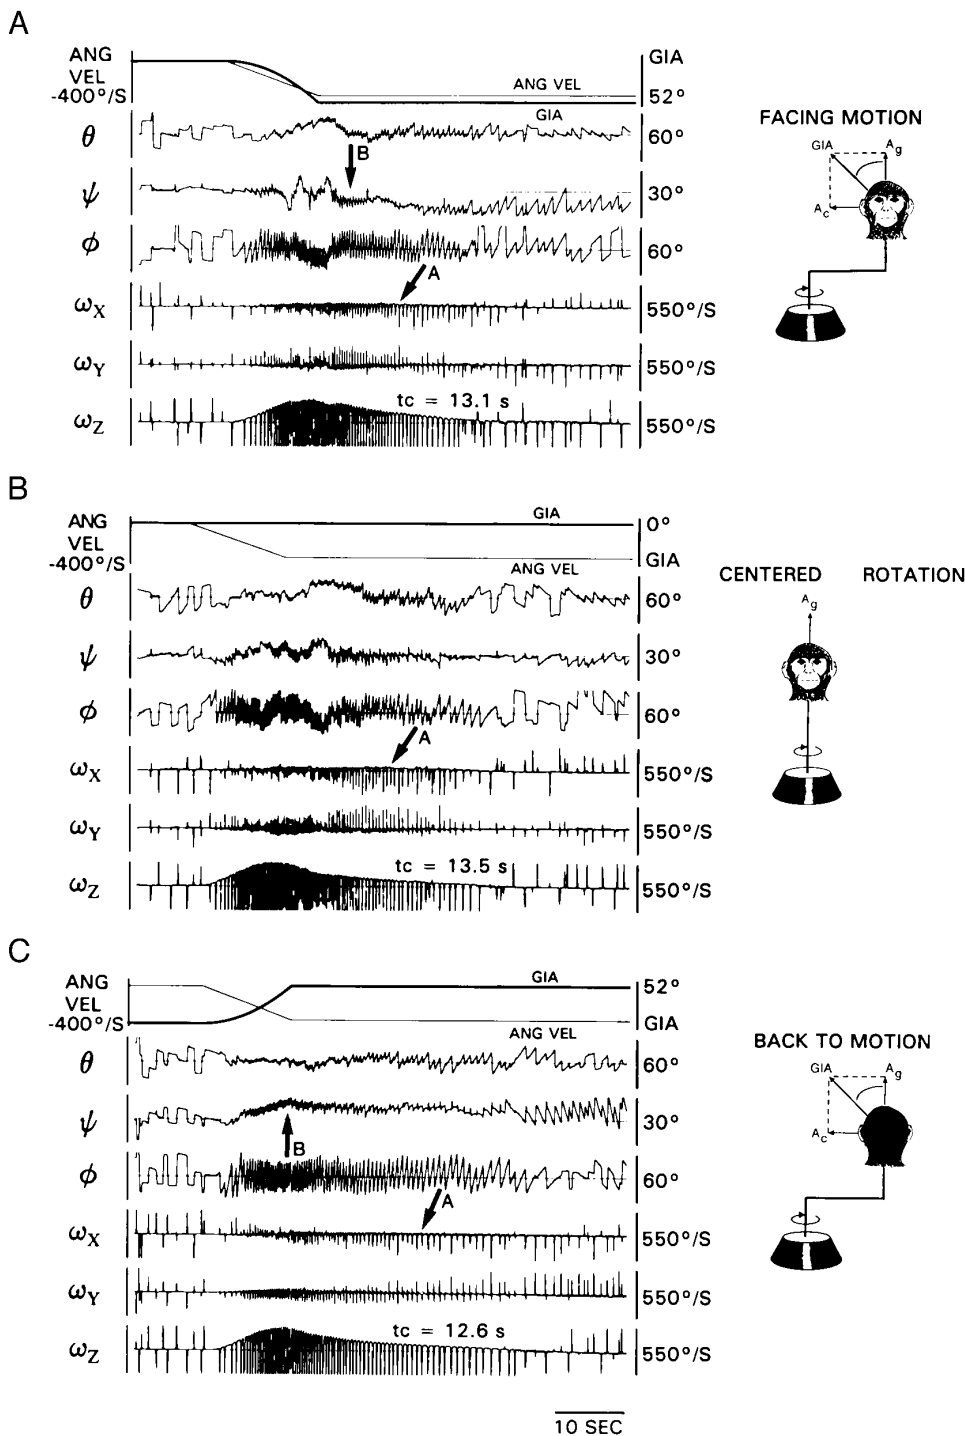 A
ANG
VEL
-400°/S
GIA
52°
ANG VEL
GIA
θ
60°
B
ψ
30°
ϕ
60°
A
ωX
550°/S
ωY
550°/S
tc = 13.1 s
ωZ
550°/S
FACING MOTION
GIA
Ag
Ac
B
ANG
VEL
-400°/S
GIA
0°
GIA
ANG VEL
θ
60°
ψ
30°
ϕ
60°
A
ωX
550°/S
ωY
550°/S
tc = 13.5 s
ωZ
550°/S
CENTERED ROTATION
Ag
C
ANG
VEL
-400°/S
GIA
52°
GIA
ANG VEL
θ
60°
ψ
30°
B
ϕ
60°
A
ωX
550°/S
ωY
550°/S
tc = 12.6 s
ωZ
550°/S
BACK TO MOTION
GIA
Ag
Ac
10 SEC